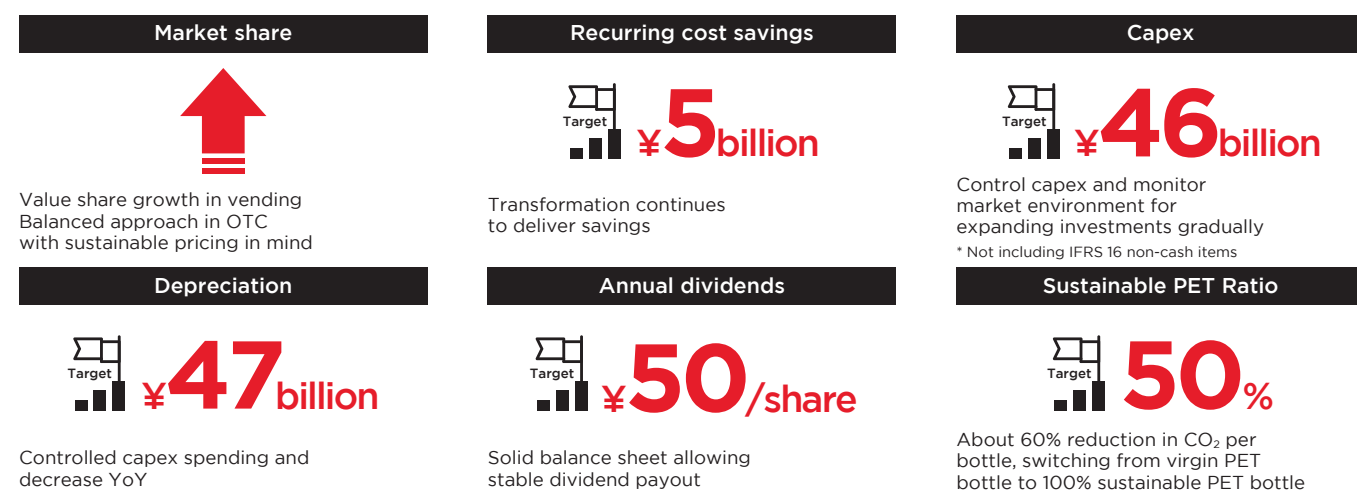 Market share
Value share growth in vending
Balanced approach in OTC
with sustainable pricing in mind
Recurring cost savings
Target
¥5billion
Transformation continues
to deliver savings
Capex
Target
¥46billion
Control capex and monitor
market environment for
expanding investments gradually
* Not including IFRS 16 non-cash items
Depreciation
Target
¥47billion
Controlled capex spending and
decrease YoY
Annual dividends
Target
¥50/share
Solid balance sheet allowing
stable dividend payout
Sustainable PET Ratio
Target
50%
About 60% reduction in CO₂ per
bottle, switching from virgin PET
bottle to 100% sustainable PET bottle